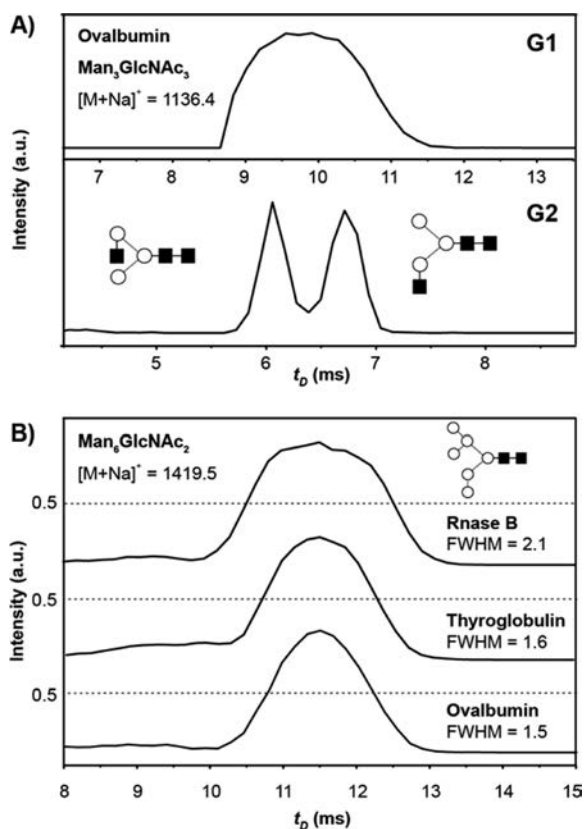 A)
Ovalbumin
Man₃GlcNAc₃
[M+Na]⁺ = 1136.4
G1
7 8 9 10 11 12 13
Intensity (a.u.)
G2
5 6 7 8
t_D (ms)
B)
Man₆GlcNAc₂
[M+Na]⁺ = 1419.5
0.5
Rnase B
FWHM = 2.1
0.5
Thyroglobulin
FWHM = 1.6
Intensity (a.u.)
0.5
Ovalbumin
FWHM = 1.5
8 9 10 11 12 13 14 15
t_D (ms)